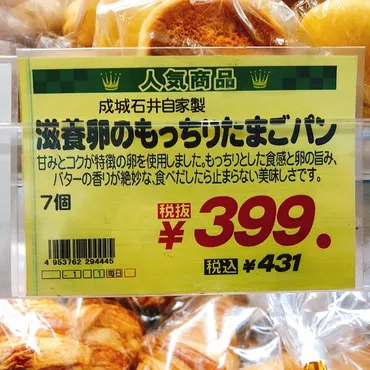 人気商品
成城石井自家製
滋養卵のもっちりたまごパン
甘みとコクが特徴の卵を使用しました。もっちりとした食感と卵の旨み、
バターの香りが絶妙な、食べだしたら止まらない美味しさです。
7個
税抜
¥399.
税込 ¥431
4 953762 294445
1 1 毎日